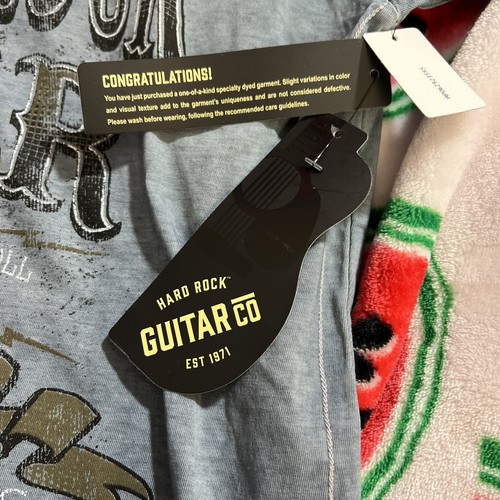 CONGRATULATIONS!
You have just purchased a one-of-a-kind specialty dyed garment. Slight variations in color
and visual texture add to the garment's uniqueness and are not considered defective.
Please wash before wearing, following the recommended care guidelines.
HARD ROCK™
GUITAR CO
EST 1971